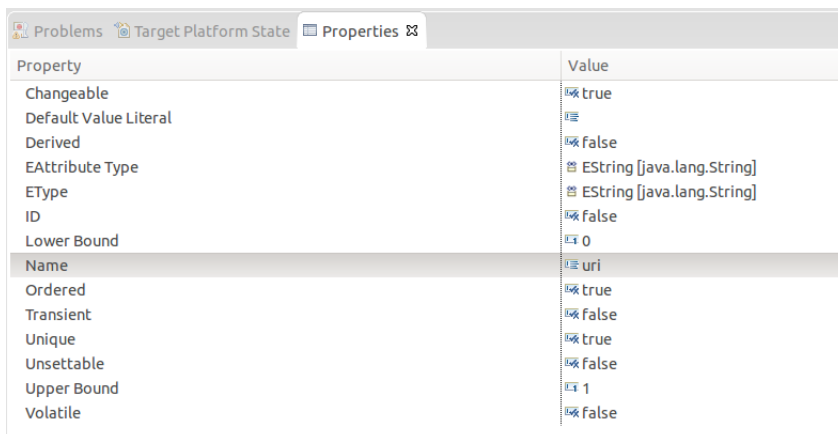 Problems Target Platform State Properties
Property Value
Changeable true
Default Value Literal
Derived false
EAttribute Type EString [java.lang.String]
EType EString [java.lang.String]
ID false
Lower Bound 0
Name uri
Ordered true
Transient false
Unique true
Unsettable false
Upper Bound 1
Volatile false